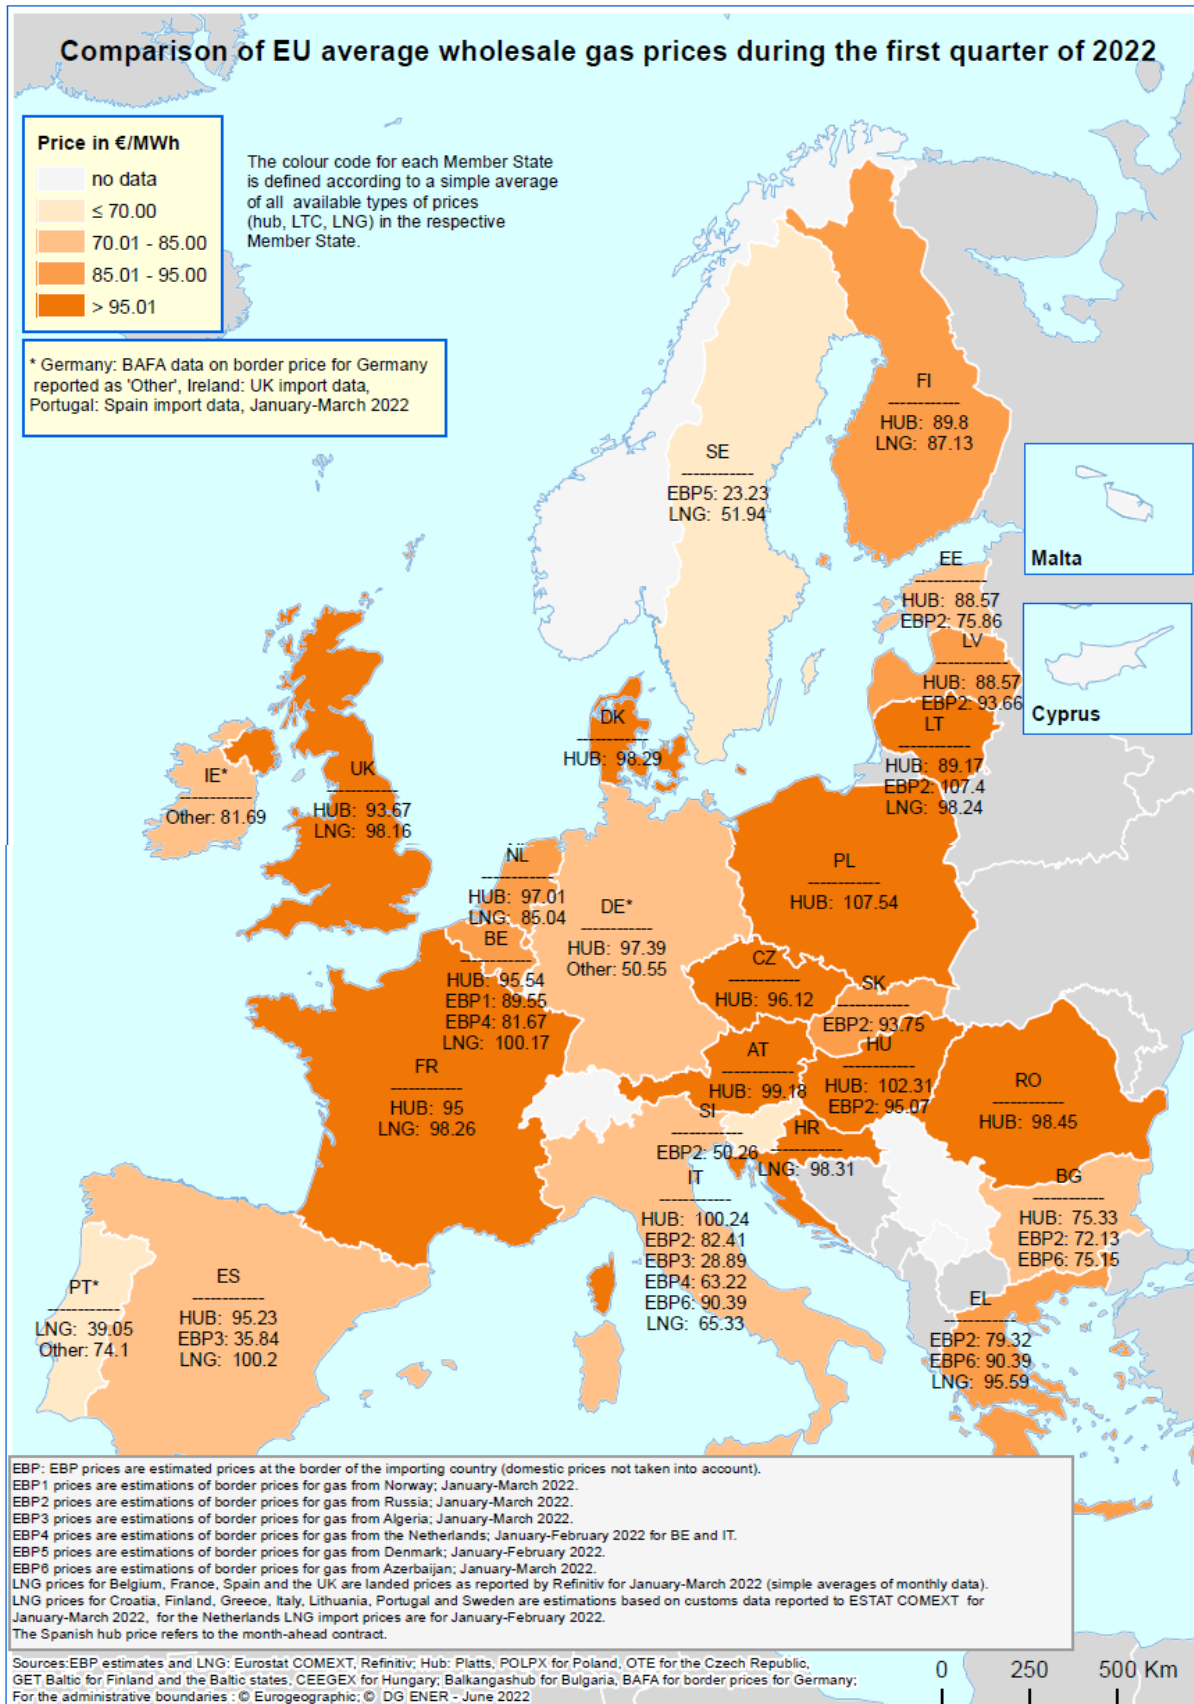 Comparison of EU average wholesale gas prices during the first quarter of 2022
Price in €/MWh
no data
≤ 70.00
70.01 - 85.00
85.01 - 95.00
> 95.01
The colour code for each Member State
is defined according to a simple average
of all available types of prices
(hub, LTC, LNG) in the respective
Member State.
* Germany: BAFA data on border price for Germany
reported as 'Other', Ireland: UK import data,
Portugal: Spain import data, January-March 2022
FI
------------
HUB: 89.8
LNG: 87.13
SE
------------
EBP5: 23.23
LNG: 51.94
Malta
EE
------------
HUB: 88.57
EBP2: 75.86
LV
------------
HUB: 88.57
EBP2: 93.66
Cyprus
LT
------------
HUB: 89.17
EBP2: 107.4
LNG: 98.24
DK
------------
HUB: 98.29
IE*
------------
Other: 81.69
UK
------------
HUB: 93.67
LNG: 98.16
NL
------------
HUB: 97.01
LNG: 85.04
BE
------------
HUB: 95.54
EBP1: 89.55
EBP4: 81.67
LNG: 100.17
DE*
------------
HUB: 97.39
Other: 50.55
PL
------------
HUB: 107.54
CZ
------------
HUB: 96.12
SK
------------
EBP2: 93.75
HU
------------
HUB: 102.31
EBP2: 95.07
AT
------------
HUB: 99.18
FR
------------
HUB: 95
LNG: 98.26
RO
------------
HUB: 98.45
SI
------------
EBP2: 50.26
HR
------------
LNG: 98.31
IT
------------
HUB: 100.24
EBP2: 82.41
EBP3: 28.89
EBP4: 63.22
EBP6: 90.39
LNG: 65.33
BG
------------
HUB: 75.33
EBP2: 72.13
EBP6: 75.15
PT*
------------
LNG: 39.05
Other: 74.1
ES
------------
HUB: 95.23
EBP3: 35.84
LNG: 100.2
EL
------------
EBP2: 79.32
EBP6: 90.39
LNG: 95.59
EBP: EBP prices are estimated prices at the border of the importing country (domestic prices not taken into account).
EBP1 prices are estimations of border prices for gas from Norway; January-March 2022.
EBP2 prices are estimations of border prices for gas from Russia; January-March 2022.
EBP3 prices are estimations of border prices for gas from Algeria; January-March 2022.
EBP4 prices are estimations of border prices for gas from the Netherlands; January-February 2022 for BE and IT.
EBP5 prices are estimations of border prices for gas from Denmark; January-February 2022.
EBP6 prices are estimations of border prices for gas from Azerbaijan; January-March 2022.
LNG prices for Belgium, France, Spain and the UK are landed prices as reported by Refinitiv for January-March 2022 (simple averages of monthly data).
LNG prices for Croatia, Finland, Greece, Italy, Lithuania, Portugal and Sweden are estimations based on customs data reported to ESTAT COMEXT for
January-March 2022, for the Netherlands LNG import prices are for January-February 2022.
The Spanish hub price refers to the month-ahead contract.
Sources:EBP estimates and LNG: Eurostat COMEXT, Refinitiv; Hub: Platts, POLPX for Poland, OTE for the Czech Republic,
GET Baltic for Finland and the Baltic states, CEEGEX for Hungary; Balkangashub for Bulgaria, BAFA for border prices for Germany;
For the administrative boundaries : © Eurogeographic; © DG ENER - June 2022
0 250 500 Km